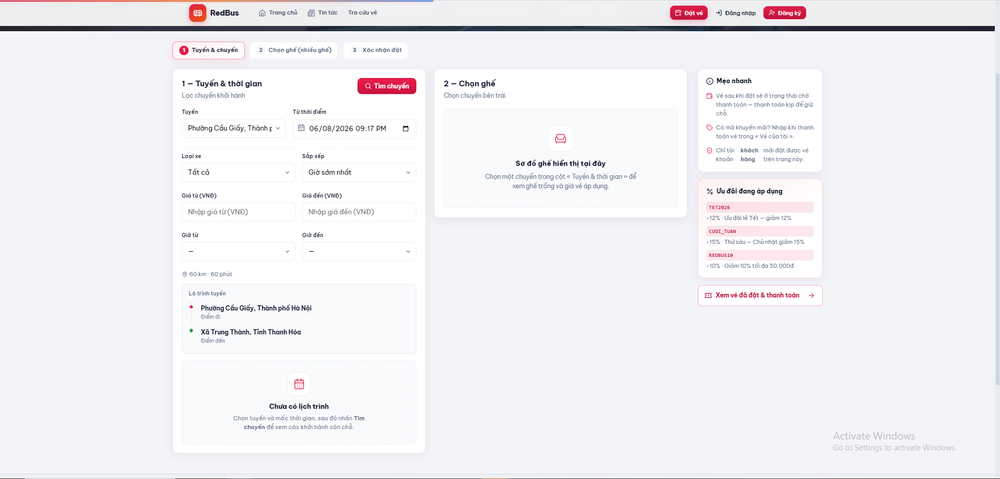 RedBus
Trang chủ
Tin tức
Tra cứu vé
Đặt vé
Đăng nhập
Đăng ký
1 Tuyến & chuyến
2 Chọn ghế (nhiều ghế)
3 Xác nhận đặt
1 — Tuyến & thời gian
Lọc chuyến khởi hành
Tìm chuyến
Tuyến
Từ thời điểm
Phường Cầu Giấy, Thành p
06/08/2026 09:17 PM
Loại xe
Sắp xếp
Tất cả
Giờ sớm nhất
Giá từ (VNĐ)
Giá đến (VNĐ)
Nhập giá từ (VNĐ)
Nhập giá đến (VNĐ)
Giờ từ
Giờ đến
—
—
60 km · 60 phút
Lộ trình tuyến
Phường Cầu Giấy, Thành phố Hà Nội
Điểm đi
Xã Trung Thành, Tỉnh Thanh Hóa
Điểm đến
Chưa có lịch trình
Chọn tuyến và mốc thời gian, sau đó nhấn Tìm
chuyến để xem các khởi hành còn chỗ.
2 — Chọn ghế
Chọn chuyến bên trái
Sơ đồ ghế hiển thị tại đây
Chọn một chuyến trong cột « Tuyến & thời gian » để
xem ghế trống và giá vé áp dụng.
Mẹo nhanh
Vé sau khi đặt sẽ ở trạng thái chờ
thanh toán — thanh toán kịp để giữ
chỗ.
Có mã khuyến mãi? Nhập khi thanh
toán vé trong « Vé của tôi ».
Chỉ tài khách mới đặt được vé
khoản hàng trên trang này.
Ưu đãi đang áp dụng
TET2026
-12% · Ưu đãi lễ Tết — giảm 12%
CUOI_TUAN
-15% · Thứ sáu — Chủ nhật giảm 15%
REDBUS10
-10% · Giảm 10% tối đa 50.000đ
Xem vé đã đặt & thanh toán
Activate Windows
Go to Settings to activate Windows.